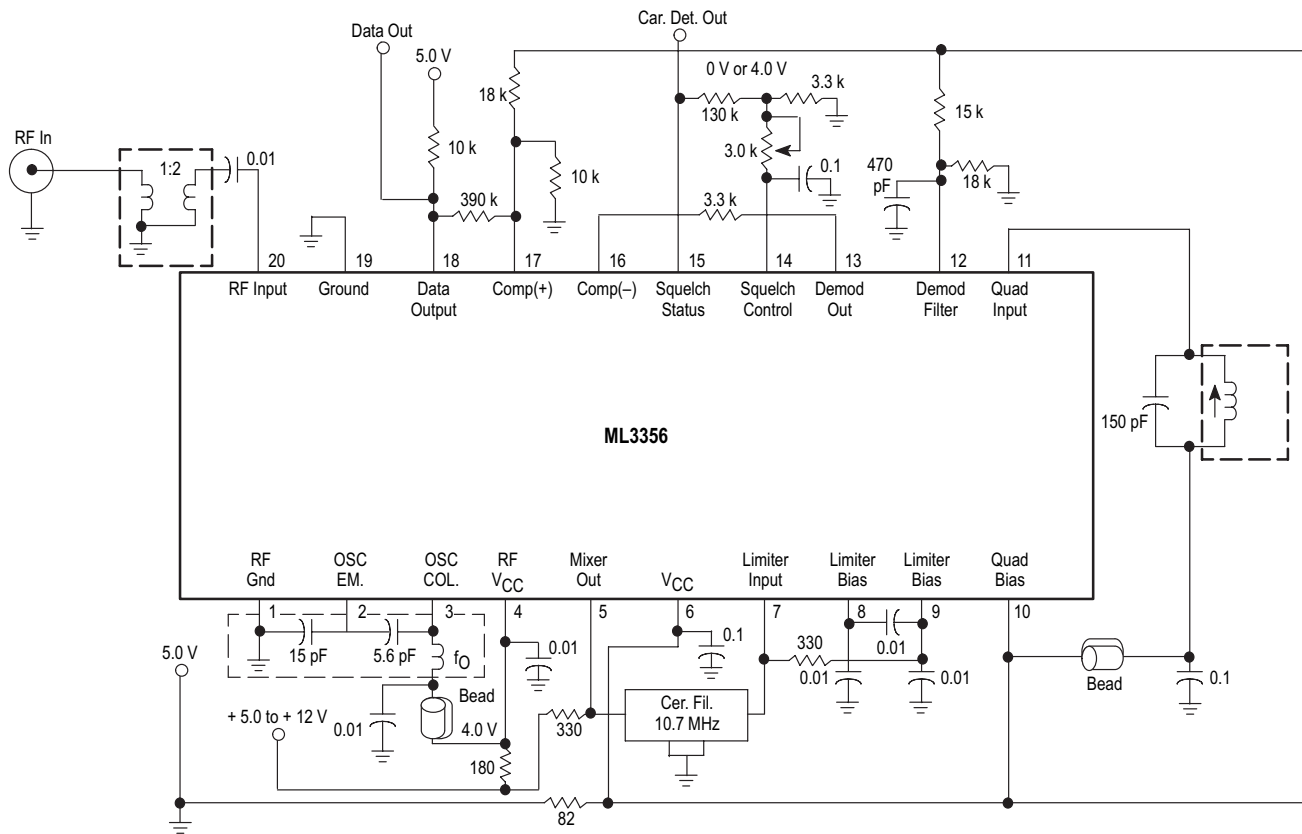 Car. Det. Out
Data Out
5.0 V
0 V or 4.0 V
3.3 k
18 k
130 k
15 k
RF In
1:2
0.01
10 k
3.0 k
0.1
470
pF
10 k
18 k
390 k
3.3 k
20
19
18
17
16
15
14
13
12
11
RF Input
Ground
Data
Output
Comp(+)
Comp(–)
Squelch
Status
Squelch
Control
Demod
Out
Demod
Filter
Quad
Input
150 pF
ML3356
RF
Gnd
OSC
EM.
OSC
COL.
RF
VCC
Mixer
Out
VCC
Limiter
Input
Limiter
Bias
Limiter
Bias
Quad
Bias
1
2
3
4
5
6
7
8
9
10
15 pF
5.6 pF
fO
0.01
0.1
330
0.01
0.01
0.01
5.0 V
Bead
Bead
0.1
+ 5.0 to + 12 V
0.01
4.0 V
330
Cer. Fil.
10.7 MHz
180
82